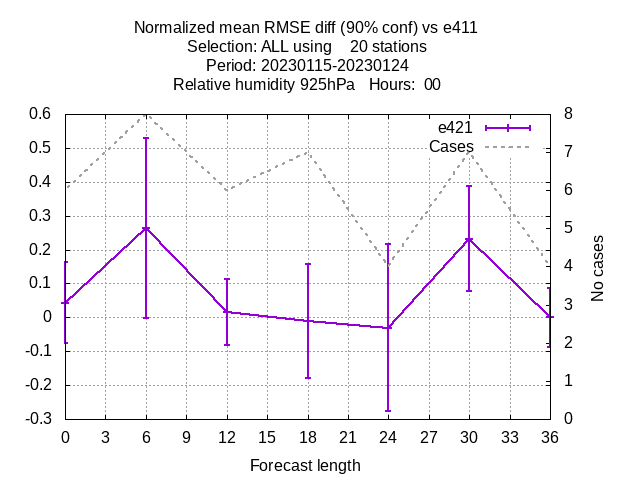 Normalized mean RMSE diff (90% conf) vs e411
Selection: ALL using    20 stations
Period: 20230115-20230124
Relative humidity 925hPa   Hours:  00
0.6
0.5
0.4
0.3
0.2
0.1
0
-0.1
-0.2
-0.3
e421
Cases
8
7
6
5
4
3
2
1
0
No cases
0 3 6 9 12 15 18 21 24 27 30 33 36
Forecast length